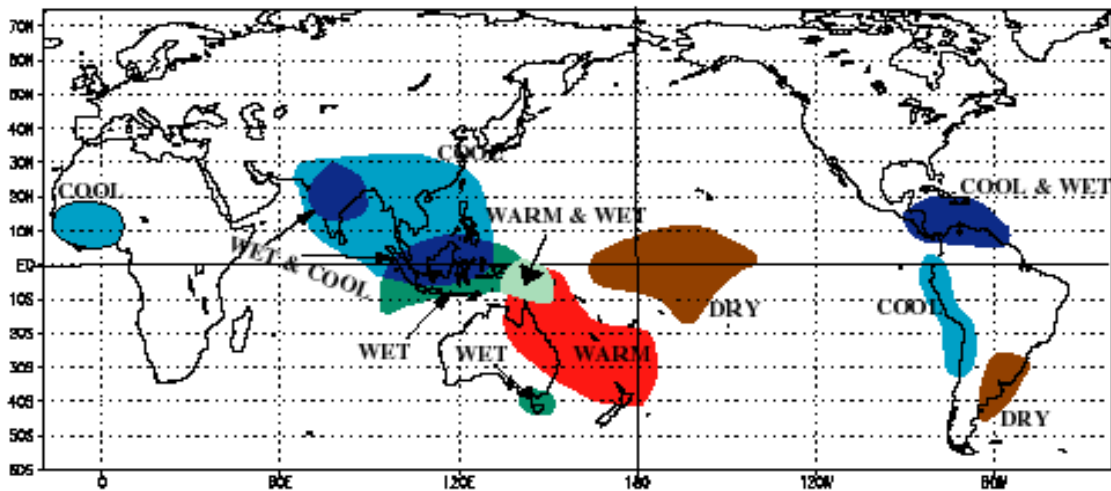 70N
60N
50N
40N
30N
COOL
COOL
COOL & WET
20N
WARM & WET
10N
WET & COOL
EQ
10S
DRY
COOL
20S
WET
WET
WARM
30S
40S
DRY
50S
60S
0
60E
120E
180
120W
60W